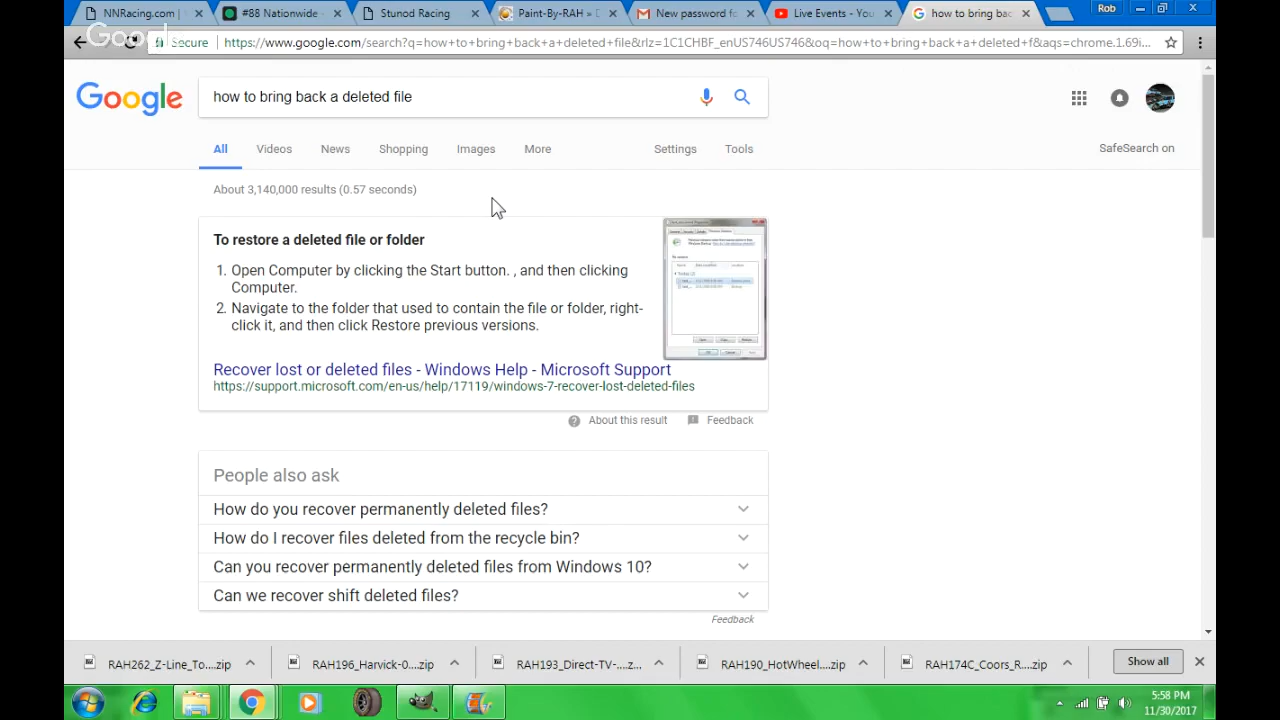 NNRacing.com |
#88 Nationwide -
Stunod Racing
Paint-By-RAH » D
New password fo
Live Events - You
how to bring bac
Rob
Secure https://www.google.com/search?q=how+to+bring+back+a+deleted+file&rlz=1C1CHBF_enUS746US746&oq=how+to+bring+back+a+deleted+f&aqs=chrome.1.69i...
Google how to bring back a deleted file
All Videos News Shopping Images More Settings Tools SafeSearch on
About 3,140,000 results (0.57 seconds)
To restore a deleted file or folder
1. Open Computer by clicking the Start button. , and then clicking
Computer.
2. Navigate to the folder that used to contain the file or folder, right-
click it, and then click Restore previous versions.
Recover lost or deleted files - Windows Help - Microsoft Support
https://support.microsoft.com/en-us/help/17119/windows-7-recover-lost-deleted-files
About this result Feedback
People also ask
How do you recover permanently deleted files?
How do I recover files deleted from the recycle bin?
Can you recover permanently deleted files from Windows 10?
Can we recover shift deleted files?
Feedback
RAH262_Z-Line_To....zip RAH196_Harvick-0....zip RAH193_Direct-TV-....z... RAH190_HotWheel....zip RAH174C_Coors_R....zip Show all
5:58 PM
11/30/2017